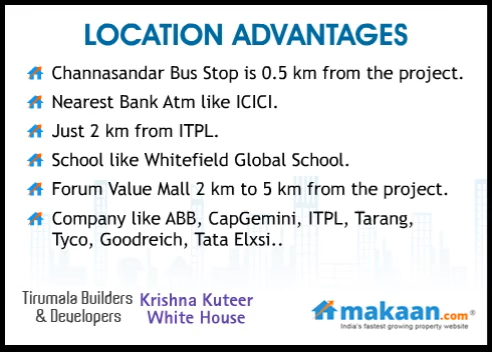 LOCATION ADVANTAGES
Channasandar Bus Stop is 0.5 km from the project.
Nearest Bank Atm like ICICI.
Just 2 km from ITPL.
School like Whitefield Global School.
Forum Value Mall 2 km to 5 km from the project.
Company like ABB, CapGemini, ITPL, Tarang,
Tyco, Goodreich, Tata Elxsi..
Tirumala Builders
& Developers
Krishna Kuteer
White House
makaan.com®
India's fastest growing property website